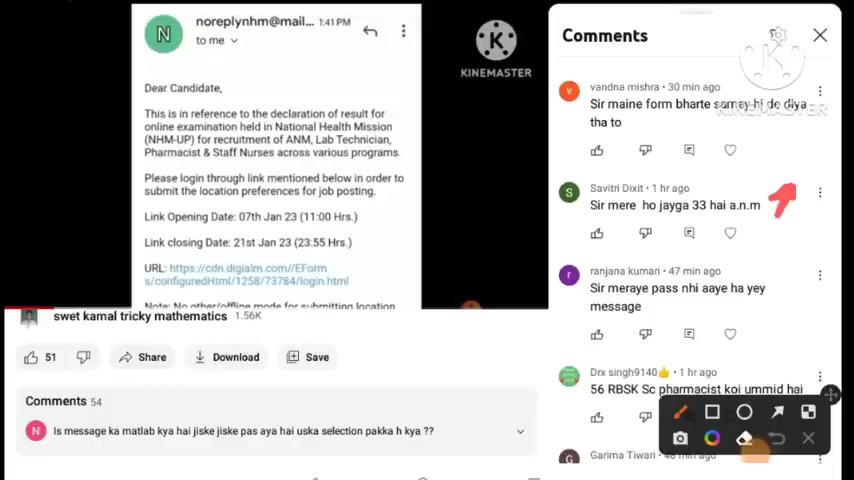 noreplynhm@mail... 1:41 PM
to me
N
Dear Candidate,
This is in reference to the declaration of result for
online examination held in National Health Mission
(NHM-UP) for recruitment of ANM, Lab Technician,
Pharmacist & Staff Nurses across various programs.
Please login through link mentioned below in order to
submit the location preferences for job posting.
Link Opening Date: 07th Jan 23 (11:00 Hrs.)
Link closing Date: 21st Jan 23 (23:55 Hrs.)
URL: https://cdn.digialm.com//EForm
s/configuredHtml/1258/73784/login.html
Note: No other/offline mode for submitting location
K
KINEMASTER
swet kamal tricky mathematics 1.56K
51 Share Download Save
Comments 54
N Is message ka matlab kya hai jiske jiske pas aya hai uska selection pakka h kya ??
Comments
KINEMASTER
v vandna mishra • 30 min ago
Sir maine form bharte samay hi de diya
tha to
S Savitri Dixit • 1 hr ago
Sir mere ho jayga 33 hai a.n.m
r ranjana kumari • 47 min ago
Sir meraye pass nhi aaye ha yey
message
Drx singh9140👍 • 1 hr ago
56 RBSK Sc pharmacist koi ummid hai
G Garima Tiwari • 48 min ago